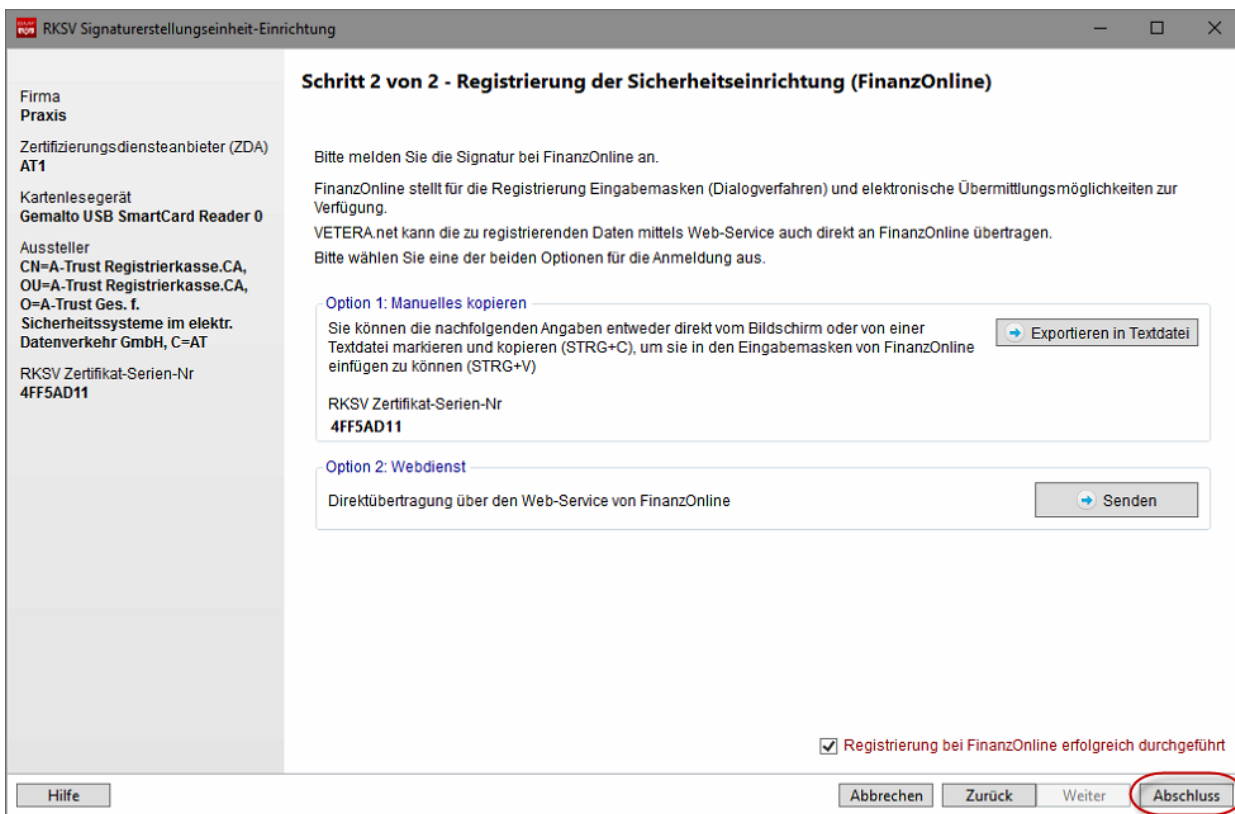 RKSV Signaturerstellungseinheit-Einrichtung
Firma
Praxis
Zertifizierungsdiensteanbieter (ZDA)
AT1
Kartenlesegerät
Gemalto USB SmartCard Reader 0
Aussteller
CN=A-Trust Registrierkasse.CA,
OU=A-Trust Registrierkasse.CA,
O=A-Trust Ges. f.
Sicherheitssysteme im elektr.
Datenverkehr GmbH, C=AT
RKSV Zertifikat-Serien-Nr
4FF5AD11
Schritt 2 von 2 - Registrierung der Sicherheitseinrichtung (FinanzOnline)
Bitte melden Sie die Signatur bei FinanzOnline an.
FinanzOnline stellt für die Registrierung Eingabemasken (Dialogverfahren) und elektronische Übermittlungsmöglichkeiten zur
Verfügung.
VETERA.net kann die zu registrierenden Daten mittels Web-Service auch direkt an FinanzOnline übertragen.
Bitte wählen Sie eine der beiden Optionen für die Anmeldung aus.
Option 1: Manuelles kopieren
Sie können die nachfolgenden Angaben entweder direkt vom Bildschirm oder von einer
Textdatei markieren und kopieren (STRG+C), um sie in den Eingabemasken von FinanzOnline
einfügen zu können (STRG+V)
Exportieren in Textdatei
RKSV Zertifikat-Serien-Nr
4FF5AD11
Option 2: Webdienst
Direktübertragung über den Web-Service von FinanzOnline
Senden
Registrierung bei FinanzOnline erfolgreich durchgeführt
Hilfe
Abbrechen
Zurück
Weiter
Abschluss